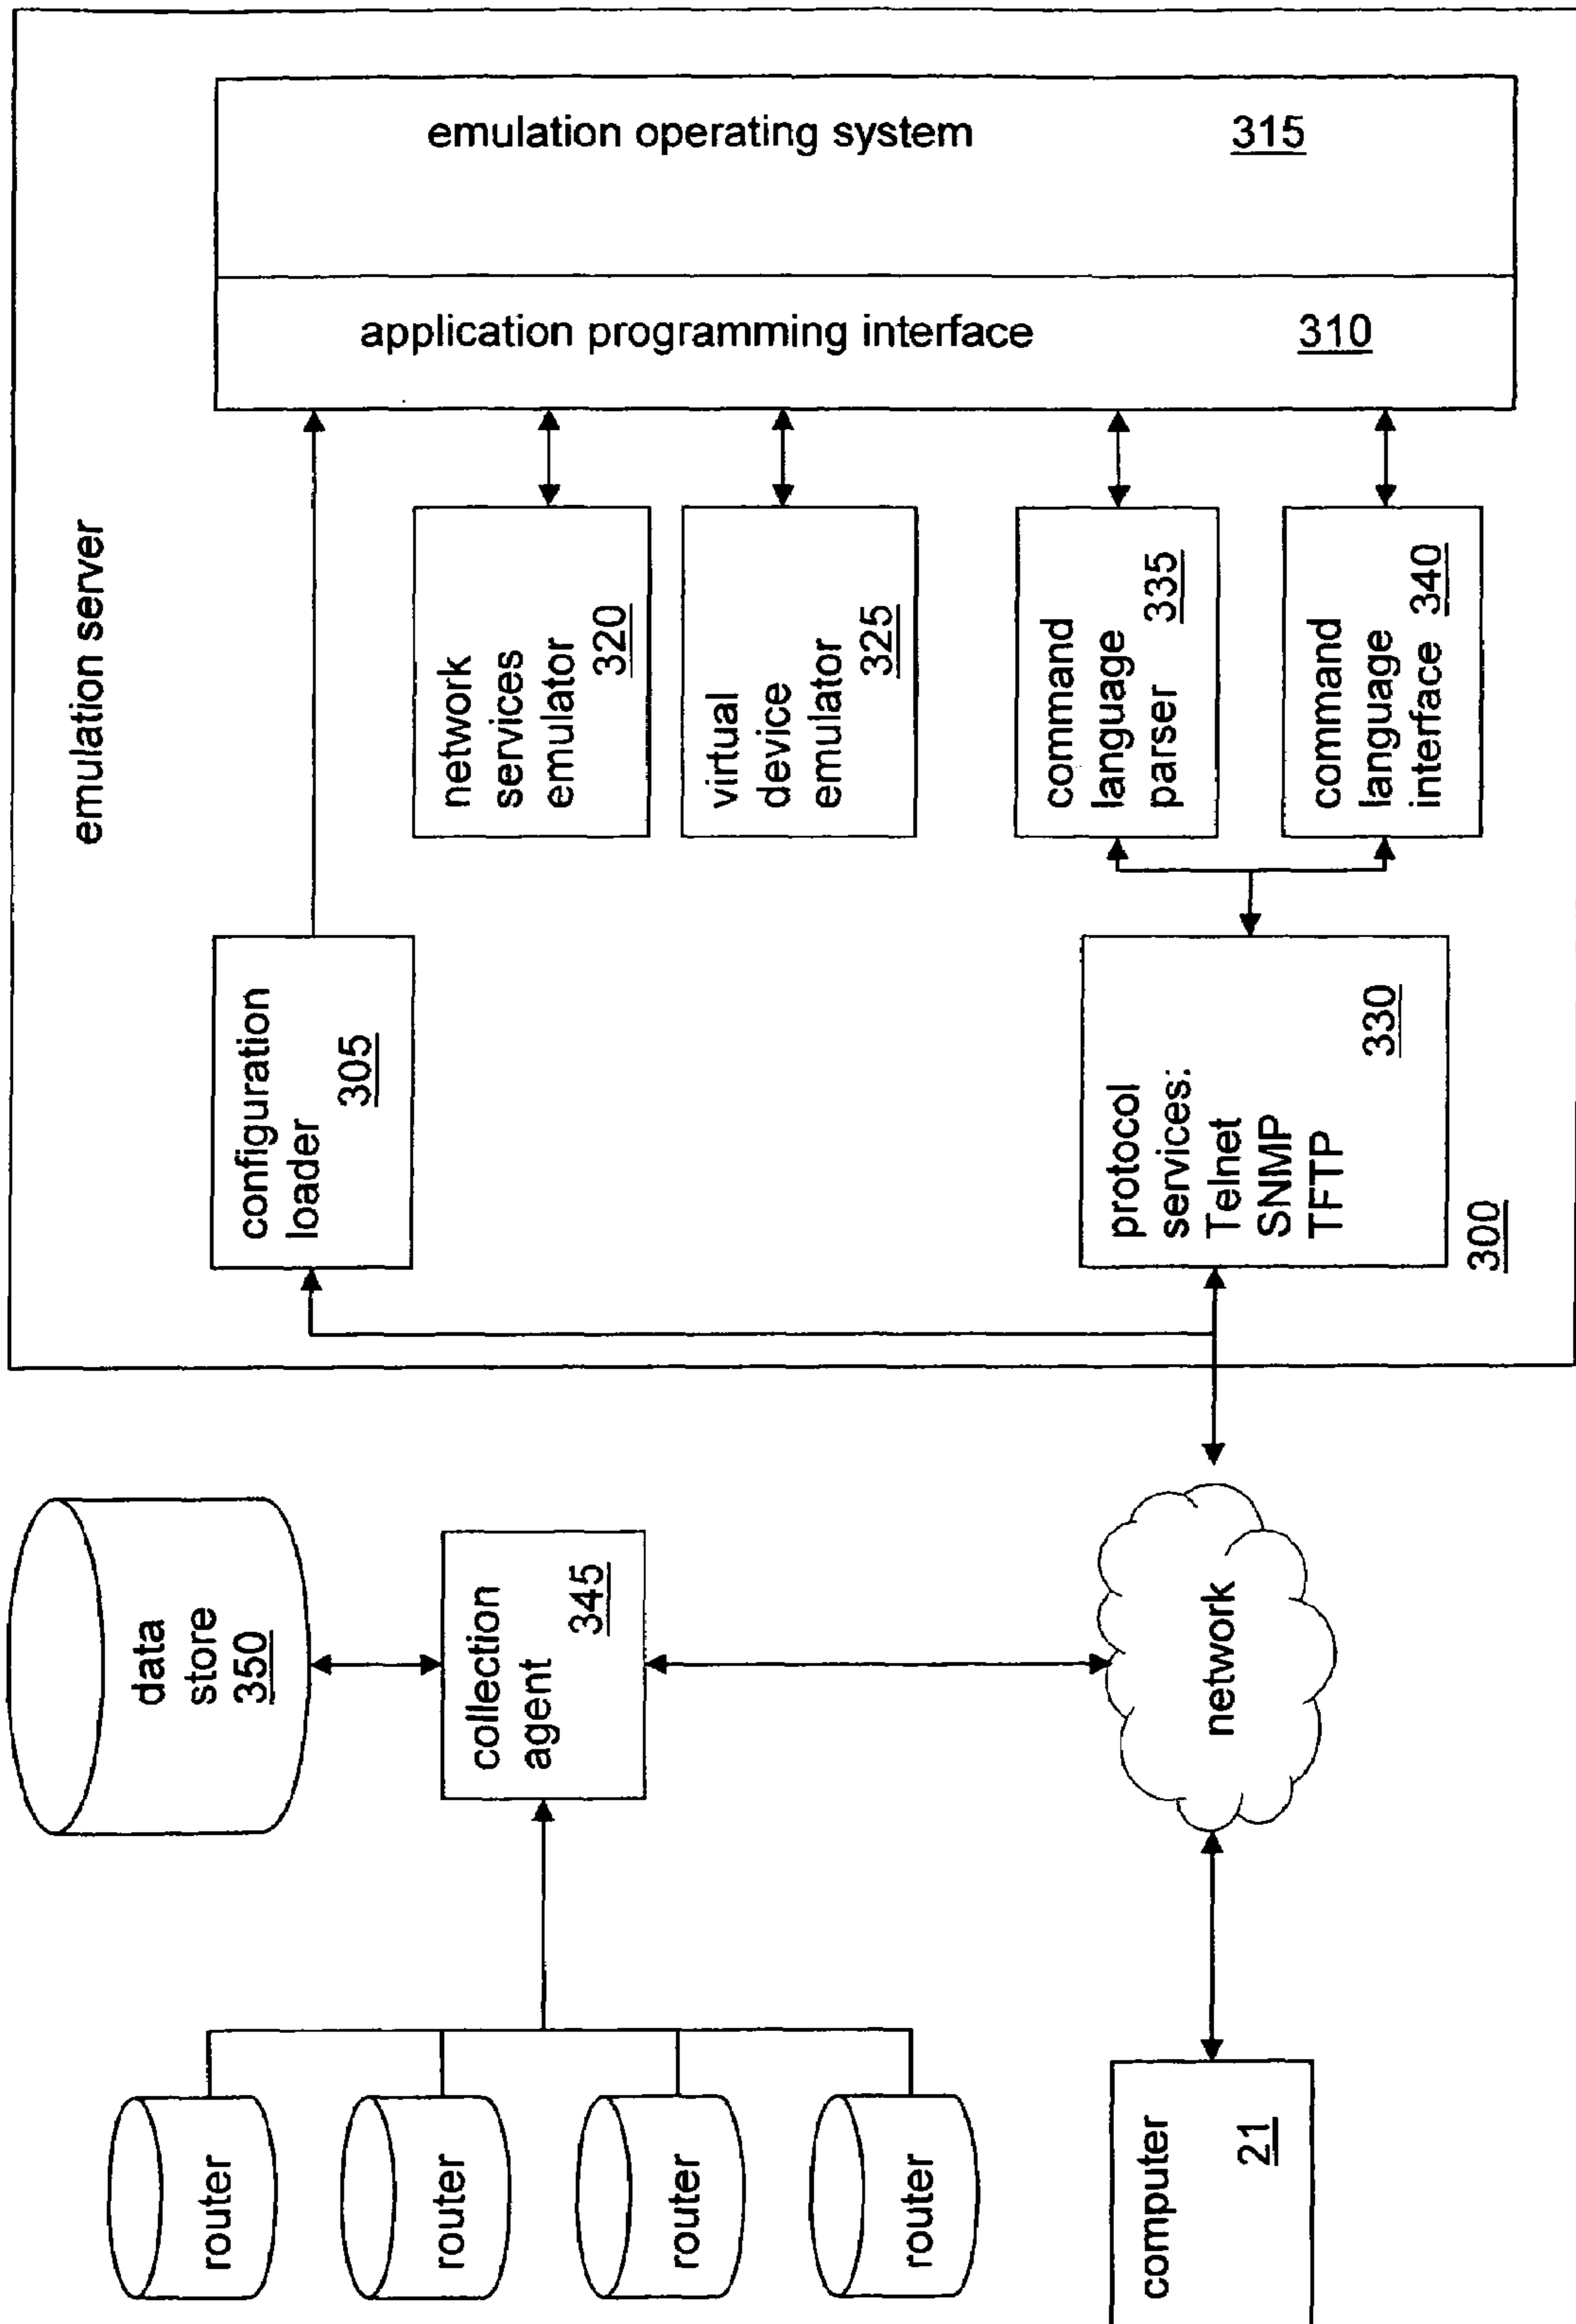 emulation server
emulation operating system 315
application programming interface 310
network
services
emulator
320
virtual
device
emulator
325
command
language
parser 335
command
language
interface 340
configuration
loader
305
protocol
services:
Telnet
SNMP
TFTP
330
300
data
store
350
collection
agent
345
network
router
router
router
router
computer
21